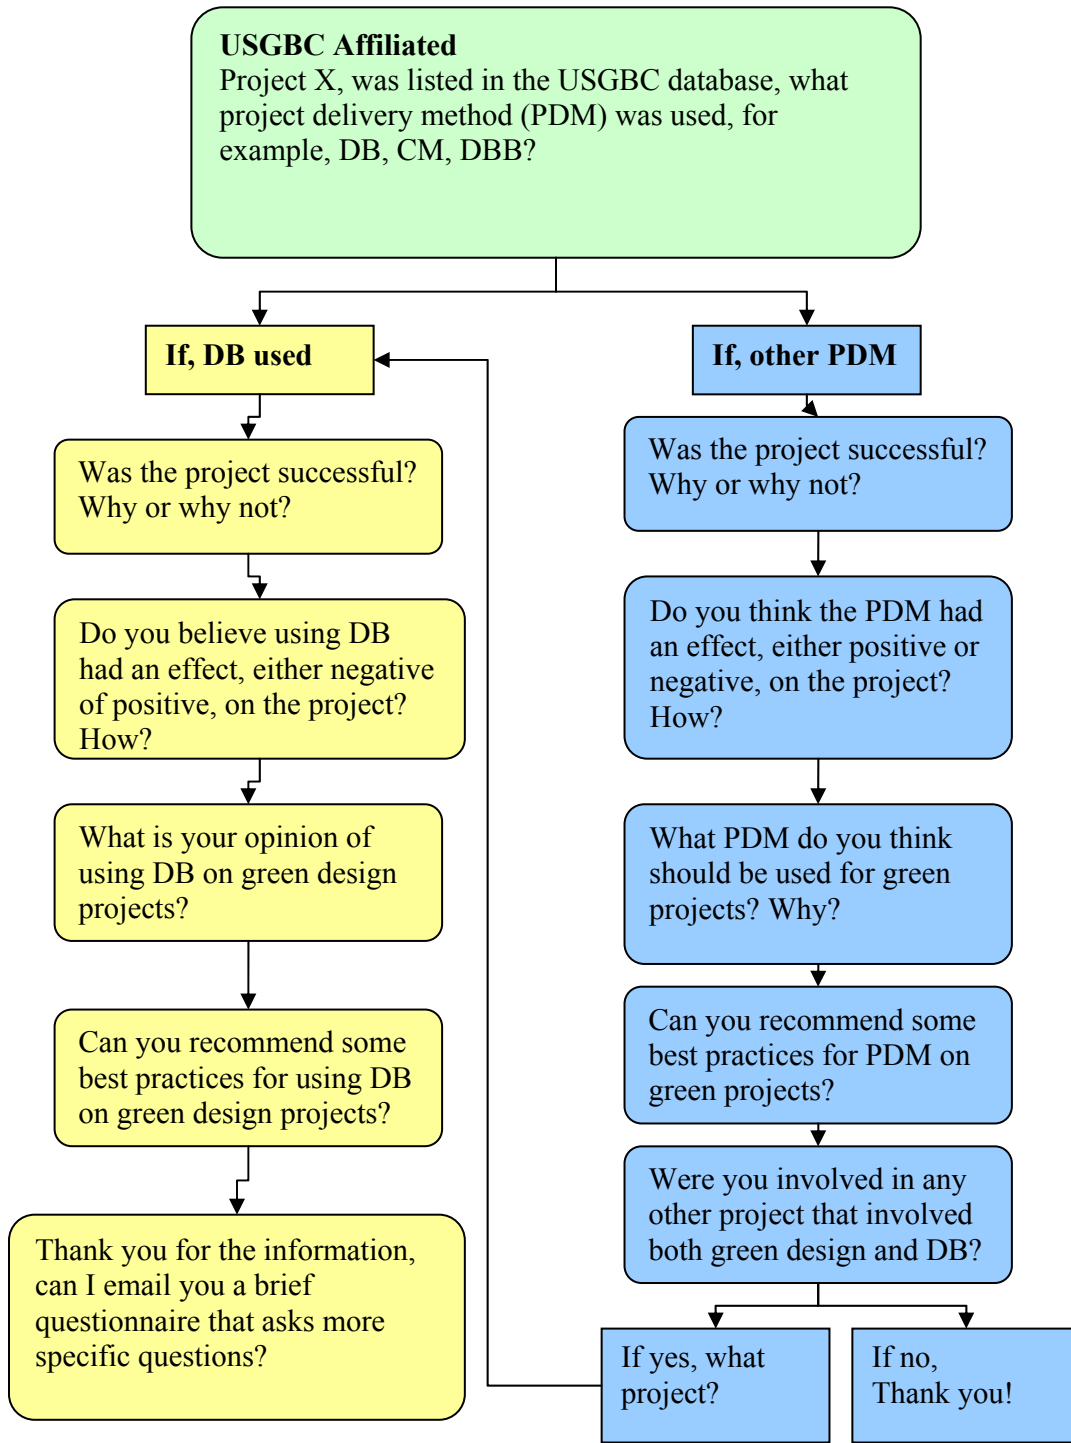 USGBC Affiliated
Project X, was listed in the USGBC database, what
project delivery method (PDM) was used, for
example, DB, CM, DBB?
If, DB used
Was the project successful?
Why or why not?
Do you believe using DB
had an effect, either negative
of positive, on the project?
How?
What is your opinion of
using DB on green design
projects?
Can you recommend some
best practices for using DB
on green design projects?
Thank you for the information,
can I email you a brief
questionnaire that asks more
specific questions?
If, other PDM
Was the project successful?
Why or why not?
Do you think the PDM had
an effect, either positive or
negative, on the project?
How?
What PDM do you think
should be used for green
projects? Why?
Can you recommend some
best practices for PDM on
green projects?
Were you involved in any
other project that involved
both green design and DB?
If yes, what
project?
If no,
Thank you!